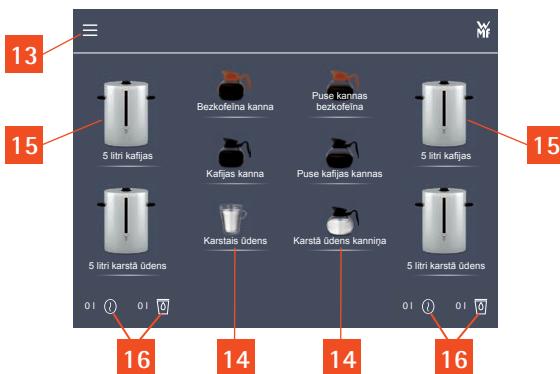 13
WMF
15
5 litri kafijas
Bezkofeīna kanna
Puse kannas
bezkofeīna
5 litri kafijas
15
Kafijas kanna
Puse kafijas kannas
5 litri karstā ūdens
Karstais ūdens
Karstā ūdens kanniņa
5 litri karstā ūdens
0 l
0 l
0 l
0 l
16
14
14
16